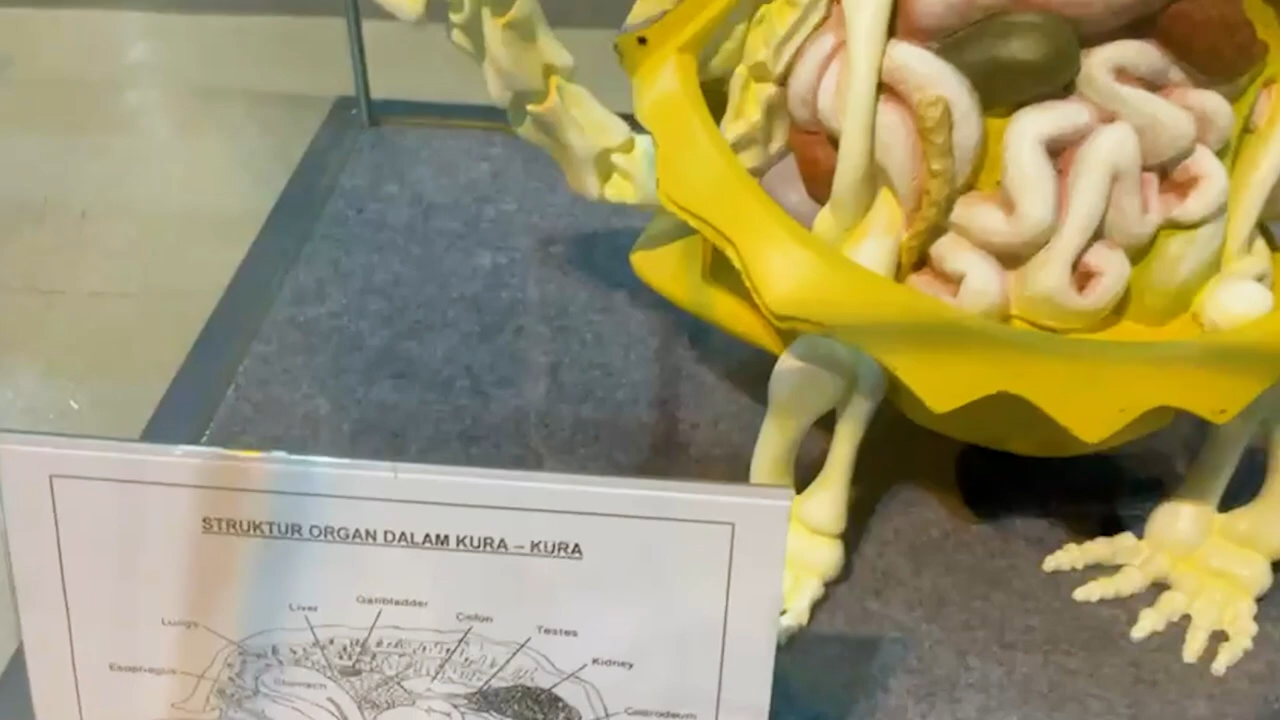 STRUKTUR ORGAN DALAM KURA – KURA
Gallbladder
Liver
Colon
Lungs
Testes
Kidney
Esophagus
Stomach